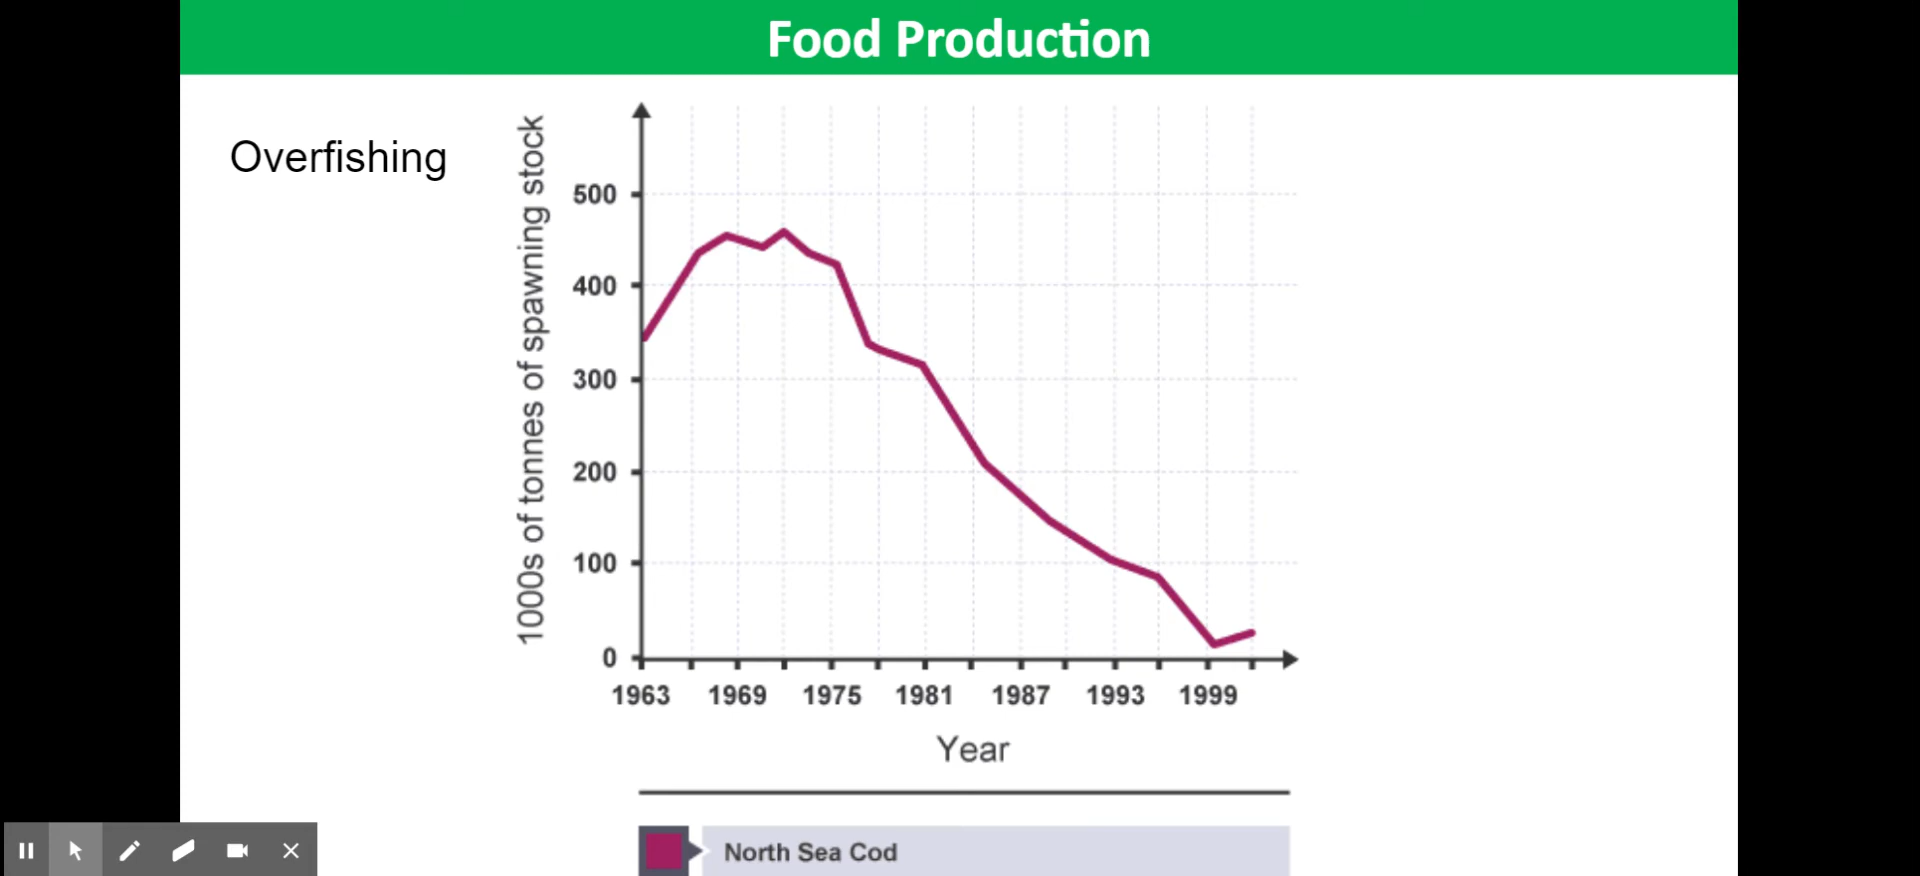 Food Production
Overfishing
1000s of tonnes of spawning stock
500
400
300
200
100
0
1963 1969 1975 1981 1987 1993 1999
Year
North Sea Cod